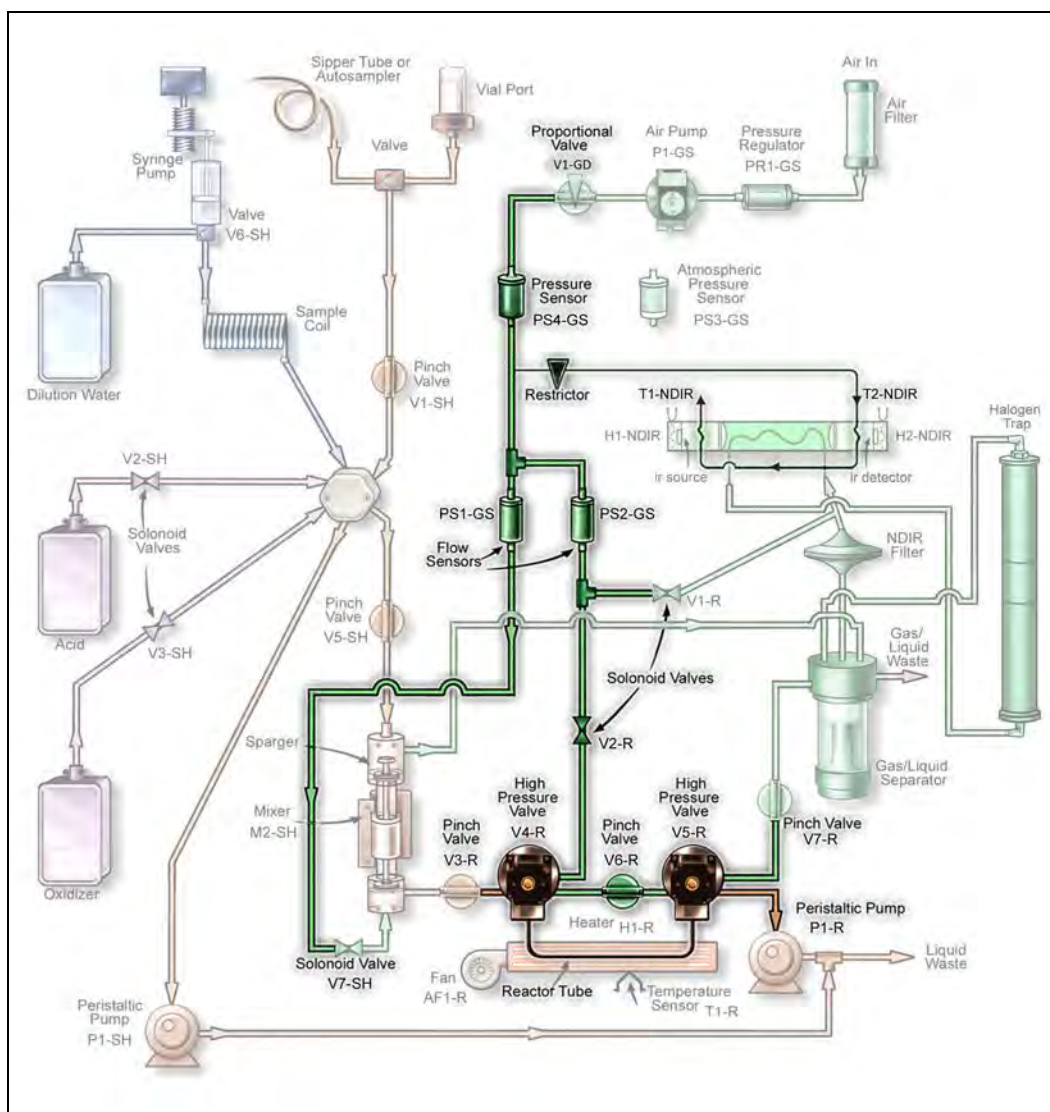 Sipper Tube or
Autosampler
Vial Port
Air In
Air
Filter
Proportional
Valve
V1-GD
Air Pump
P1-GS
Pressure
Regulator
PR1-GS
Syringe
Pump
Valve
Valve
V6-SH
Pressure
Sensor
PS4-GS
Atmospheric
Pressure
Sensor
PS3-GS
Sample
Coil
Dilution Water
Pinch
Valve
V1-SH
Restrictor
T1-NDIR
T2-NDIR
Halogen
Trap
H1-NDIR
H2-NDIR
ir source
ir detector
V2-SH
Solonoid
Valves
PS1-GS
PS2-GS
Flow
Sensors
NDIR
Filter
V1-R
Acid
V3-SH
Pinch
Valve
V5-SH
Gas/
Liquid
Waste
Solonoid Valves
V2-R
Sparger
Gas/Liquid
Separator
Mixer
M2-SH
High
Pressure
Valve
V4-R
High
Pressure
Valve
V5-R
Pinch
Valve
V3-R
Pinch
Valve
V6-R
Pinch Valve
V7-R
Oxidizer
Heater H1-R
Peristaltic Pump
P1-R
Solonoid Valve
V7-SH
Fan
AF1-R
Reactor Tube
Temperature
Sensor T1-R
Liquid
Waste
Peristaltic
Pump
P1-SH